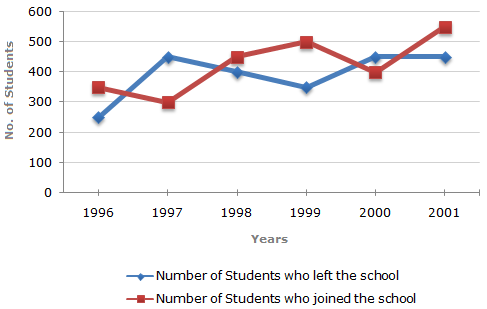 600
500
400
300
200
100
0
No. of Students
1996 1997 1998 1999 2000 2001
Years
Number of Students who left the school
Number of Students who joined the school